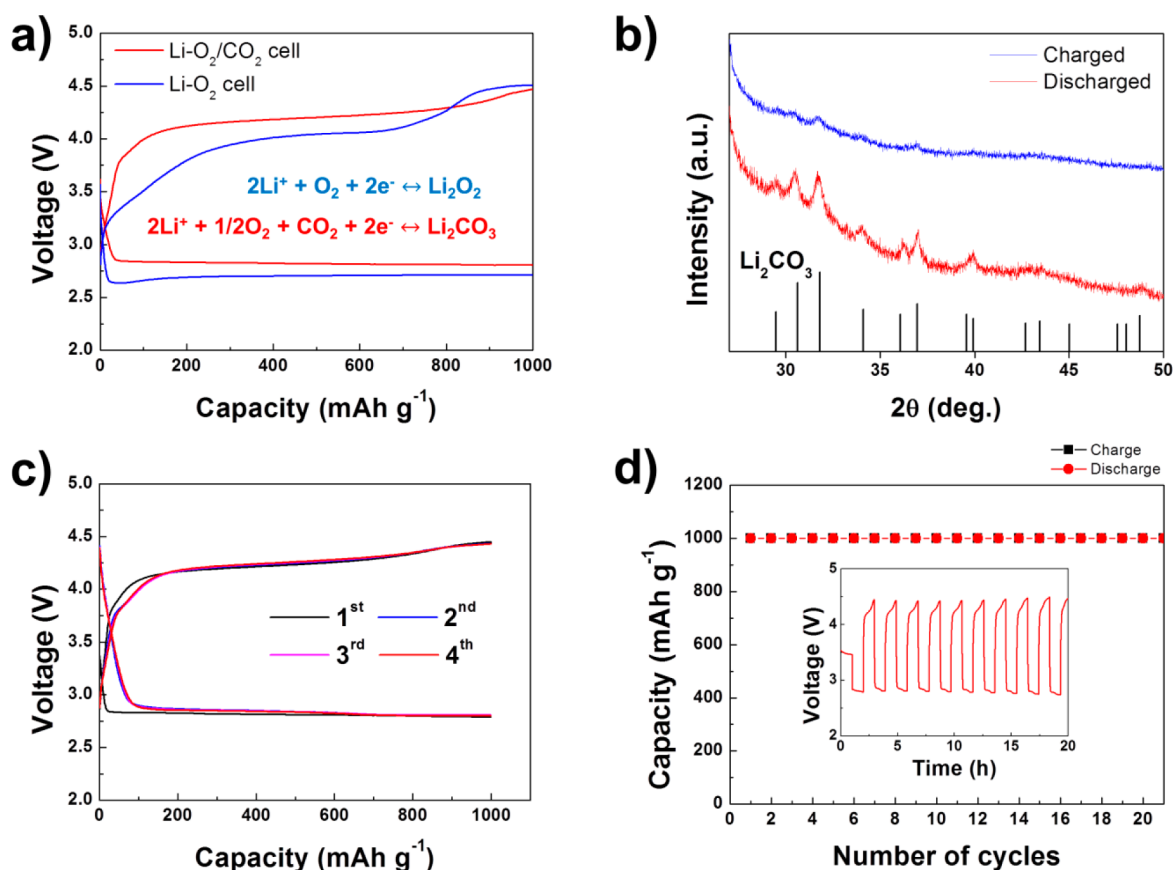 a)
5.0
4.5
4.0
3.5
3.0
2.5
2.0
Voltage (V)
Li-O₂/CO₂ cell
Li-O₂ cell
2Li⁺ + O₂ + 2e⁻ ↔ Li₂O₂
2Li⁺ + 1/2O₂ + CO₂ + 2e⁻ ↔ Li₂CO₃
0 200 400 600 800 1000
Capacity (mAh g⁻¹)
b)
Intensity (a.u.)
Charged
Discharged
Li₂CO₃
30 35 40 45 50
2θ (deg.)
c)
5.0
4.5
4.0
3.5
3.0
2.5
2.0
Voltage (V)
1ˢᵗ 2ⁿᵈ
3ʳᵈ 4ᵗʰ
0 200 400 600 800 1000
Capacity (mAh g⁻¹)
d)
Charge
Discharge
1200
1000
800
600
400
200
0
Capacity (mAh g⁻¹)
5
4
3
2
Voltage (V)
0 5 10 15 20
Time (h)
0 2 4 6 8 10 12 14 16 18 20
Number of cycles